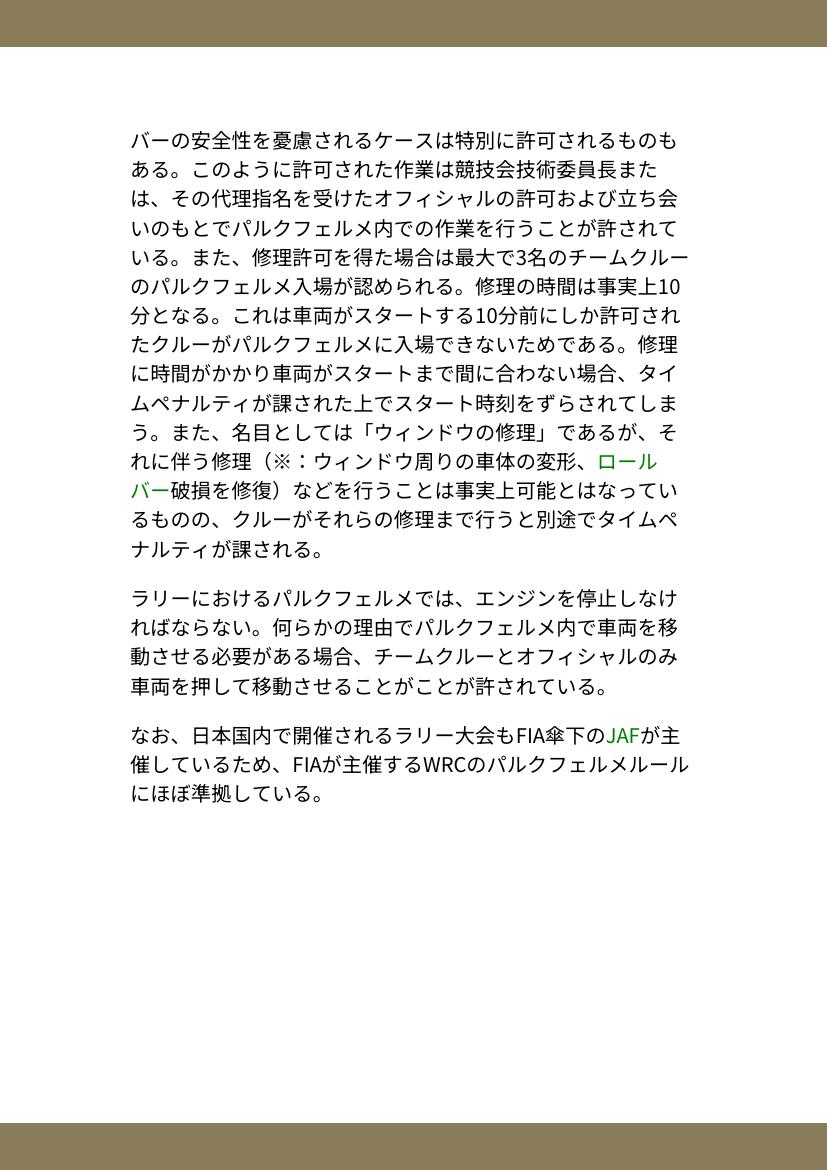 バーの安全性を憂慮されるケースは特別に許可されるものも
ある。このように許可された作業は競技会技術委員長また
は、その代理指名を受けたオフィシャルの許可および立ち会
いのもとでパルクフェルメ内での作業を行うことが許されて
いる。また、修理許可を得た場合は最大で3名のチームクルー
のパルクフェルメ入場が認められる。修理の時間は事実上10
分となる。これは車両がスタートする10分前にしか許可され
たクルーがパルクフェルメに入場できないためである。修理
に時間がかかり車両がスタートまで間に合わない場合、タイ
ムペナルティが課された上でスタート時刻をずらされてしま
う。また、名目としては「ウィンドウの修理」であるが、そ
れに伴う修理（※：ウィンドウ周りの車体の変形、ロール
バー破損を修復）などを行うことは事実上可能とはなってい
るものの、クルーがそれらの修理まで行うと別途でタイムペ
ナルティが課される。
ラリーにおけるパルクフェルメでは、エンジンを停止しなけ
ればならない。何らかの理由でパルクフェルメ内で車両を移
動させる必要がある場合、チームクルーとオフィシャルのみ
車両を押して移動させることがことが許されている。
なお、日本国内で開催されるラリー大会もFIA傘下のJAFが主
催しているため、FIAが主催するWRCのパルクフェルメルール
にほぼ準拠している。